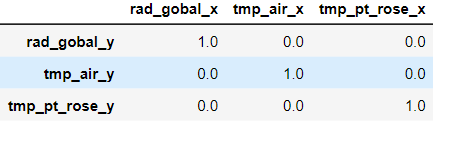 rad_gobal_x tmp_air_x tmp_pt_rose_x
rad_gobal_y 1.0 0.0 0.0
tmp_air_y 0.0 1.0 0.0
tmp_pt_rose_y 0.0 0.0 1.0